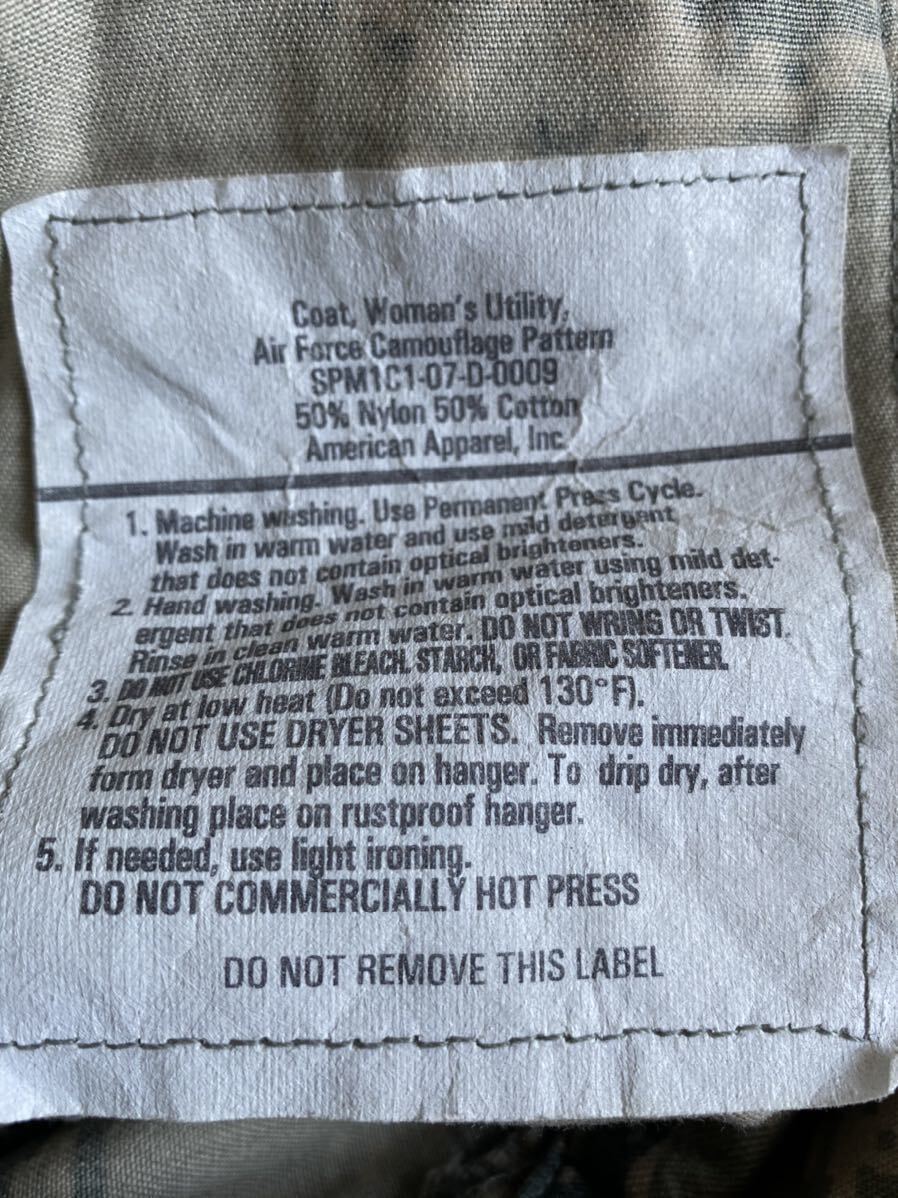 Coat, Woman's Utility,
Air Force Camouflage Pattern
SPM1C1-07-D-0009
50% Nylon 50% Cotton
American Apparel, Inc.
1. Machine washing. Use Permanent Press Cycle.
Wash in warm water and use mild detergent
that does not contain optical brighteners.
2. Hand washing. Wash in warm water using mild det-
ergent that does not contain optical brighteners.
Rinse in clean warm water. DO NOT WRING OR TWIST.
3. DO NOT USE CHLORINE BLEACH, STARCH, OR FABRIC SOFTENER.
4. Dry at low heat (Do not exceed 130°F).
DO NOT USE DRYER SHEETS. Remove immediately
form dryer and place on hanger. To drip dry, after
washing place on rustproof hanger.
5. If needed, use light ironing.
DO NOT COMMERCIALLY HOT PRESS
DO NOT REMOVE THIS LABEL